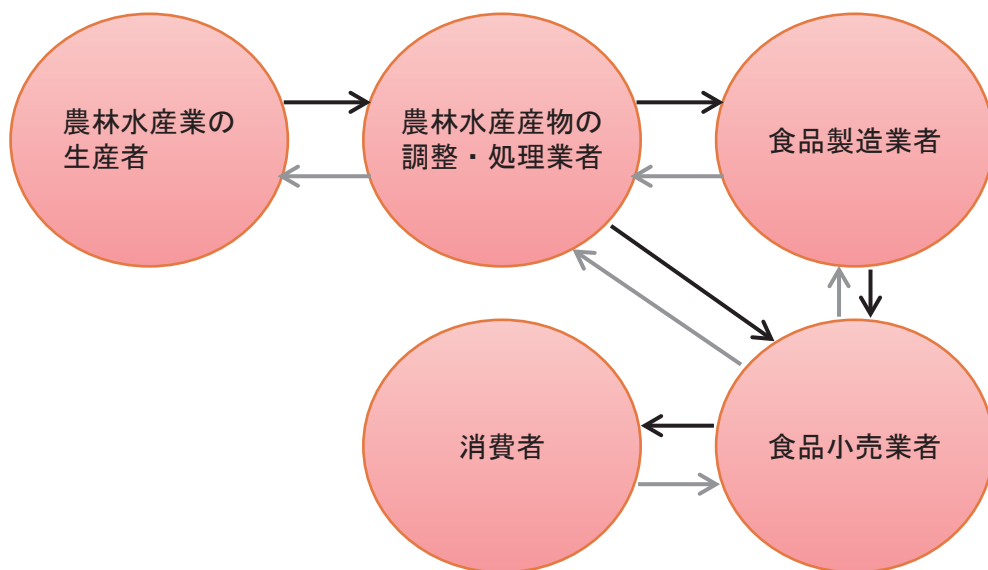 農林水産業の
生産者
農林水産産物の
調整・処理業者
食品製造業者
消費者
食品小売業者